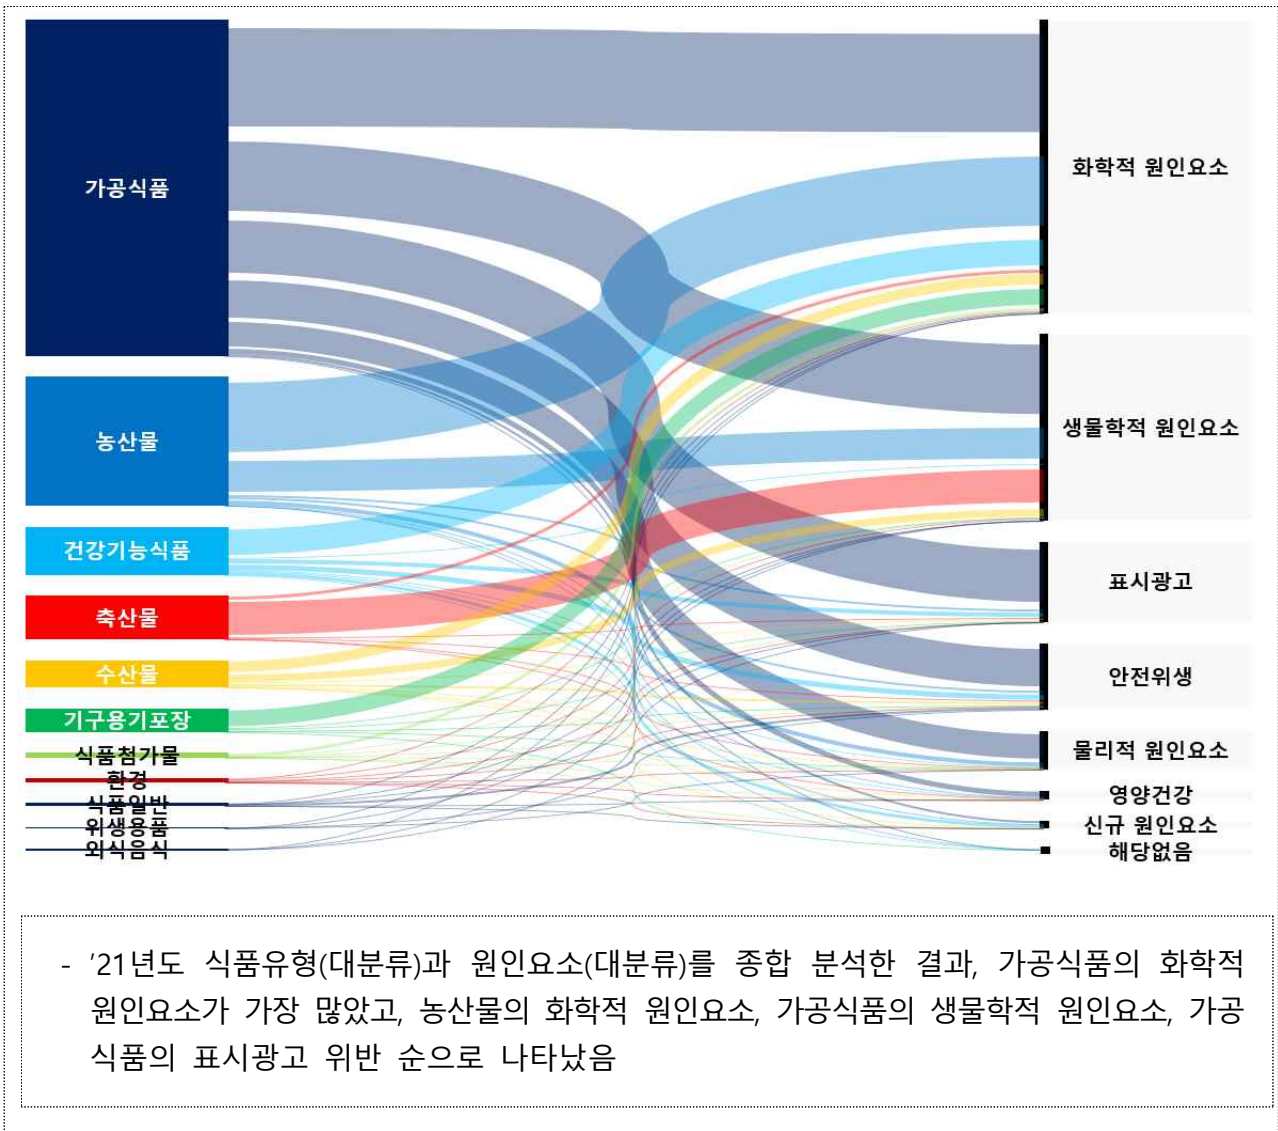 가공식품
농산물
건강기능식품
축산물
수산물
기구용기포장
식품첨가물
환경
식품일반
위생용품
외식음식
화학적 원인요소
생물학적 원인요소
표시광고
안전위생
물리적 원인요소
영양건강
신규 원인요소
해당없음
- '21년도 식품유형(대분류)과 원인요소(대분류)를 종합 분석한 결과, 가공식품의 화학적
원인요소가 가장 많았고, 농산물의 화학적 원인요소, 가공식품의 생물학적 원인요소, 가공
식품의 표시광고 위반 순으로 나타났음